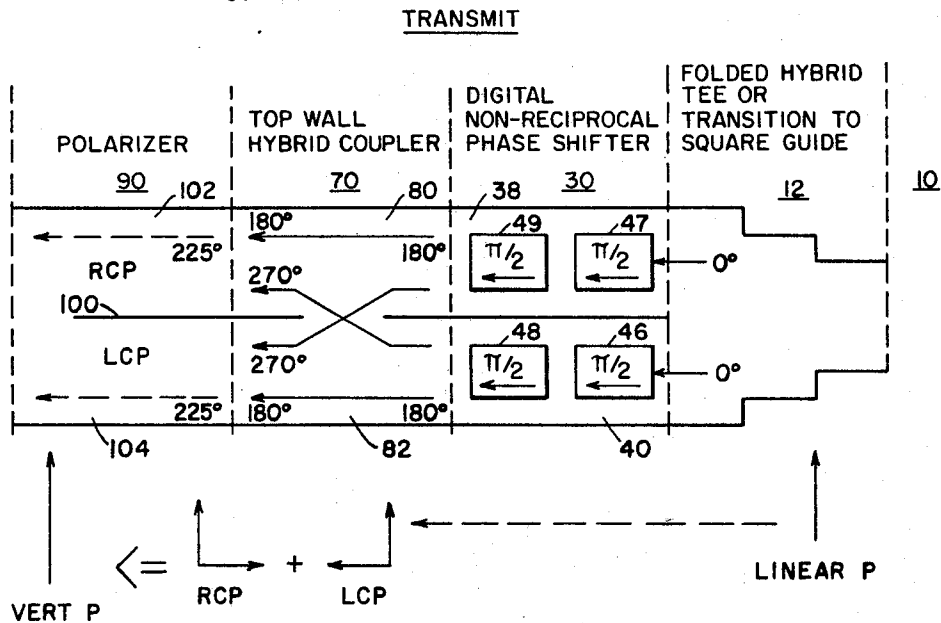 TRANSMIT
POLARIZER
90
TOP WALL
HYBRID COUPLER
70
DIGITAL
NON-RECIPROCAL
PHASE SHIFTER
30
FOLDED HYBRID
TEE OR
TRANSITION TO
SQUARE GUIDE
12
10
102
80
38
49
47
180°
180°
225°
π/2
π/2
0°
RCP
270°
100
LCP
270°
48
46
π/2
π/2
0°
225°
180°
180°
104
82
40
VERT P
<=
RCP
+
LCP
LINEAR P